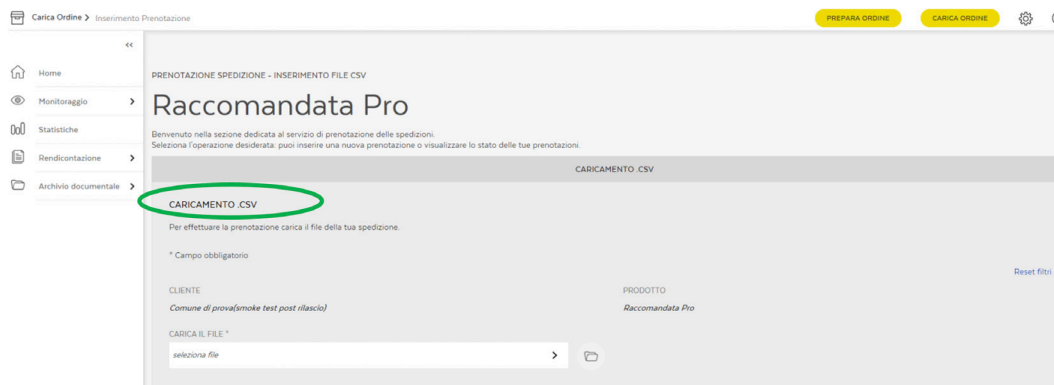 Carica Ordine > Inserimento Prenotazione
PREPARA ORDINE
CARICA ORDINE
<<
Home
Monitoraggio >
Statistiche
Rendicontazione >
Archivio documentale >
PRENOTAZIONE SPEDIZIONE - INSERIMENTO FILE CSV
Raccomandata Pro
Benvenuto nella sezione dedicata al servizio di prenotazione delle spedizioni.
Seleziona l'operazione desiderata: puoi inserire una nuova prenotazione o visualizzare lo stato delle tue prenotazioni.
CARICAMENTO .CSV
CARICAMENTO .CSV
Per effettuare la prenotazione carica il file della tua spedizione.
* Campo obbligatorio
Reset filtri
CLIENTE
PRODOTTO
Comune di prova(smoke test post rilascio)
Raccomandata Pro
CARICA IL FILE *
seleziona file >